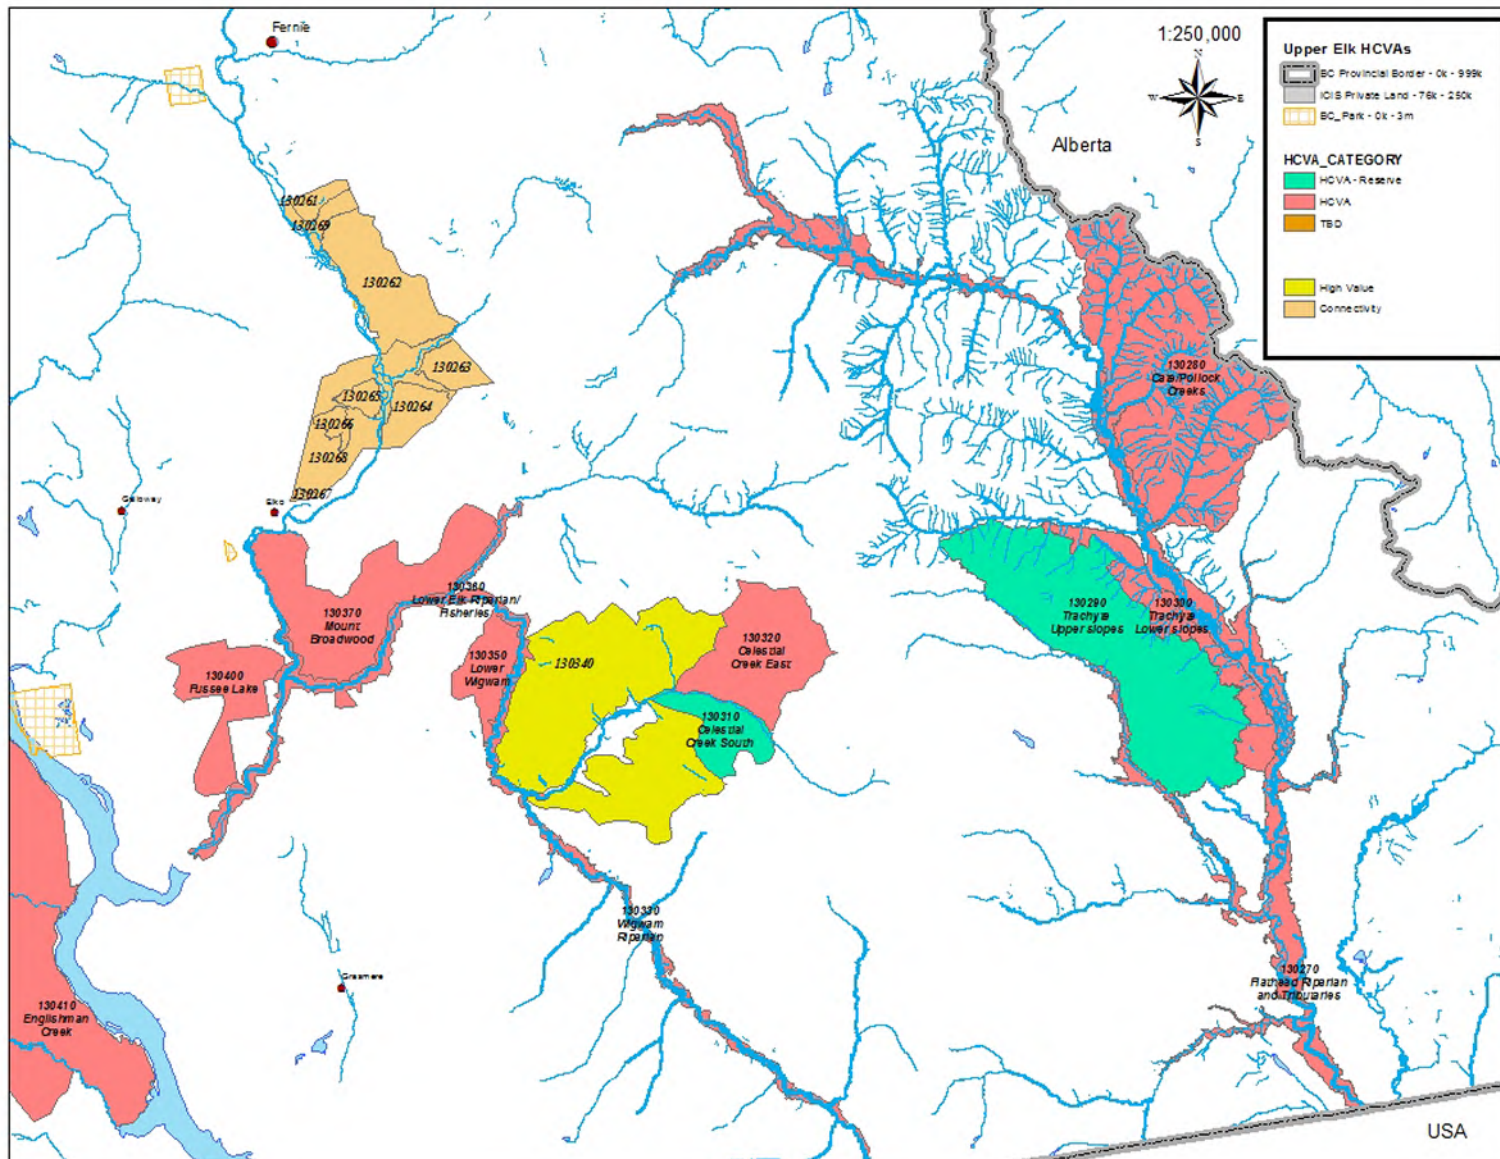 Fernie
1:250,000
N
W
E
S
Alberta
Upper Elk HCVAs
BC Provincial Border - 0k - 999k
ICIS Private Land - 76k - 250k
BC_Park - 0k - 3m
HCVA_CATEGORY
HCVA - Reserve
HCVA
TBD
High Value
Connectivity
130261
130269
130262
130263
130265
130264
130266
130268
130267
Elko
Galloway
130280
Creeks
130360
Lower Elk Riparian/
Fisheries
130370
Mount
Broadwood
130290
Trachyte
Upper slopes
130300
Trachyte
Lower slopes
130350
Lower
Wigwam
130340
130320
Celestial
Creek East
130400
Fussee Lake
130310
Celestial
Creek South
130330
Wigwam
Riparian
130270
Flathead Riparian
and Tributaries
Grasmere
130410
Englishman
Creek
USA